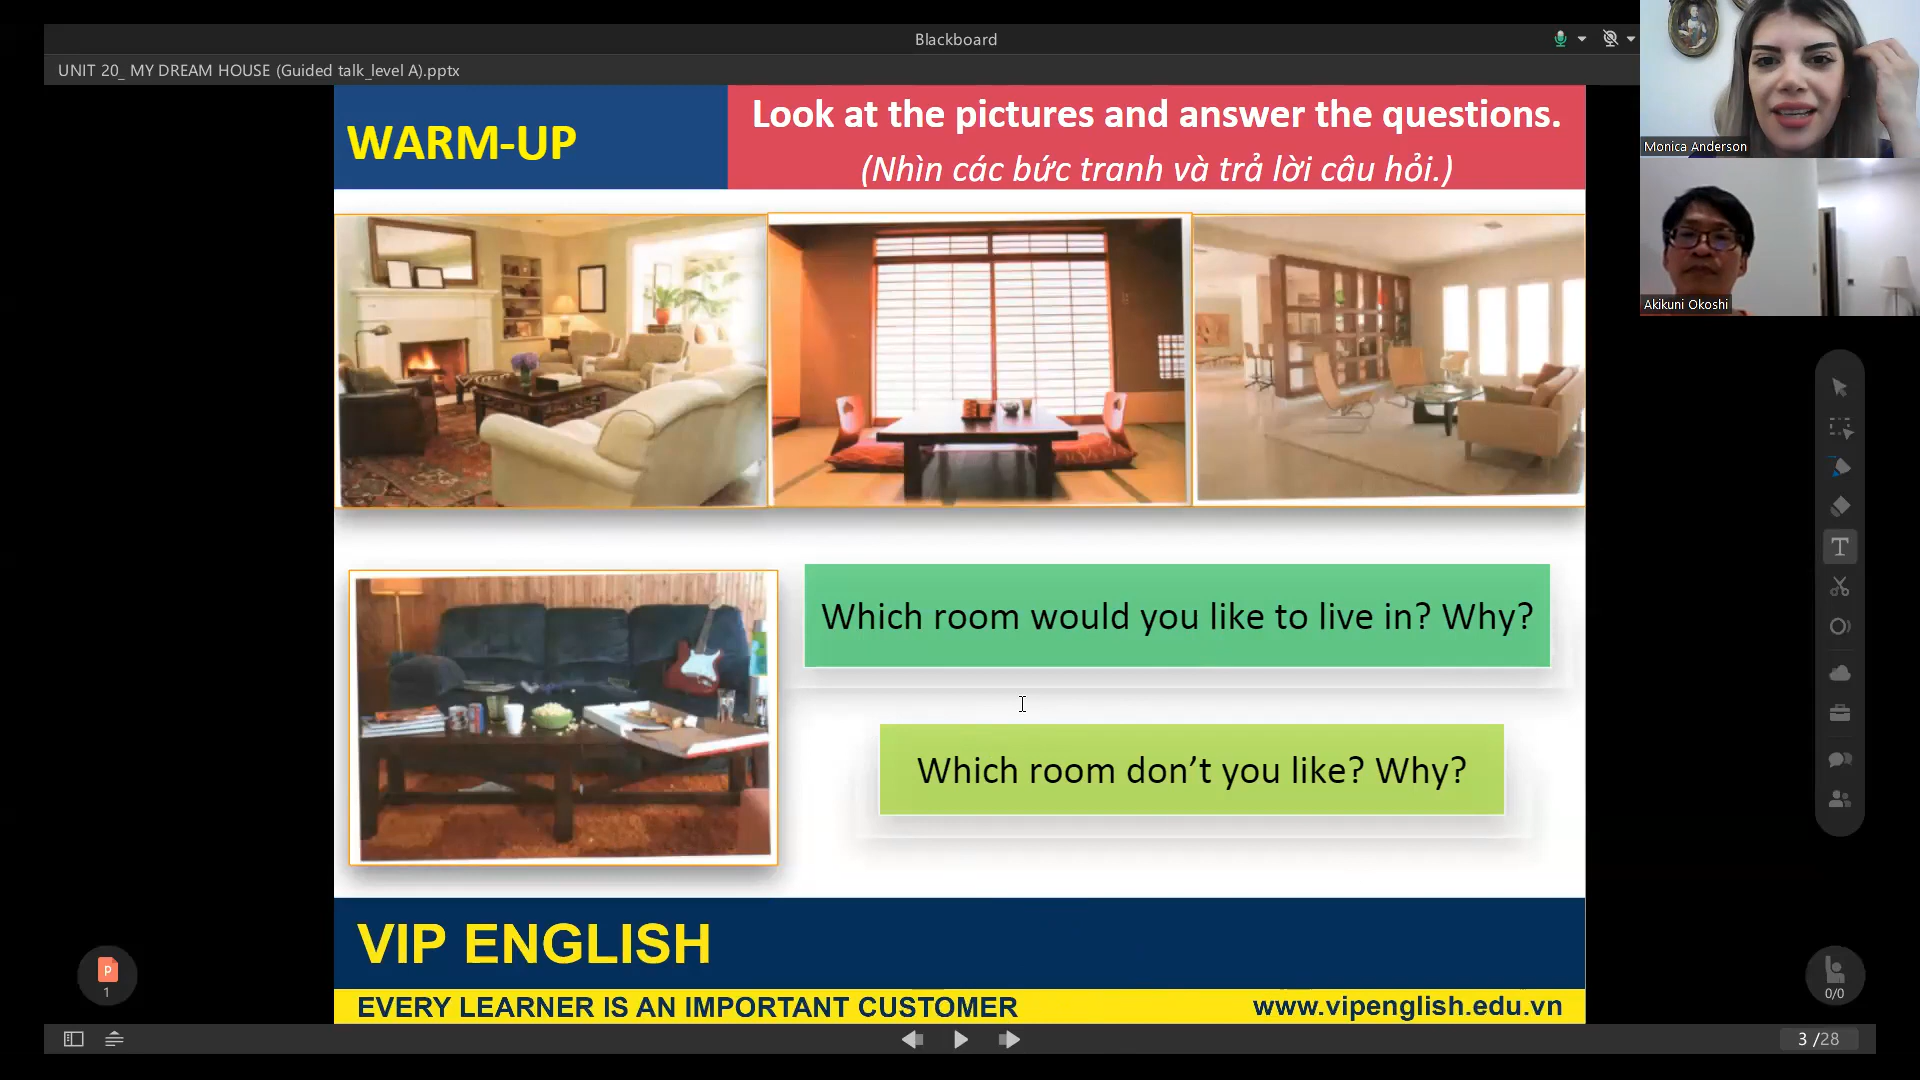 Blackboard
UNIT 20_ MY DREAM HOUSE (Guided talk_level A).pptx
WARM-UP
Look at the pictures and answer the questions.
(Nhìn các bức tranh và trả lời câu hỏi.)
Monica Anderson
Akikuni Okoshi
Which room would you like to live in? Why?
Which room don’t you like? Why?
VIP ENGLISH
EVERY LEARNER IS AN IMPORTANT CUSTOMER
www.vipenglish.edu.vn
P
1
T
0/0
3 /28